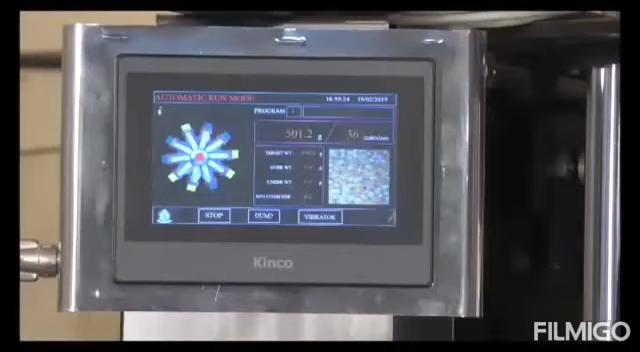 AUTOMATIC RUN MODE 18:59:24 19/02/2019
PROGRAM
501.2 g / 36
TARGET WT
OVER WT
UNDER WT
STOP DUMP VIBRATOR
Kinco
FILMIGO